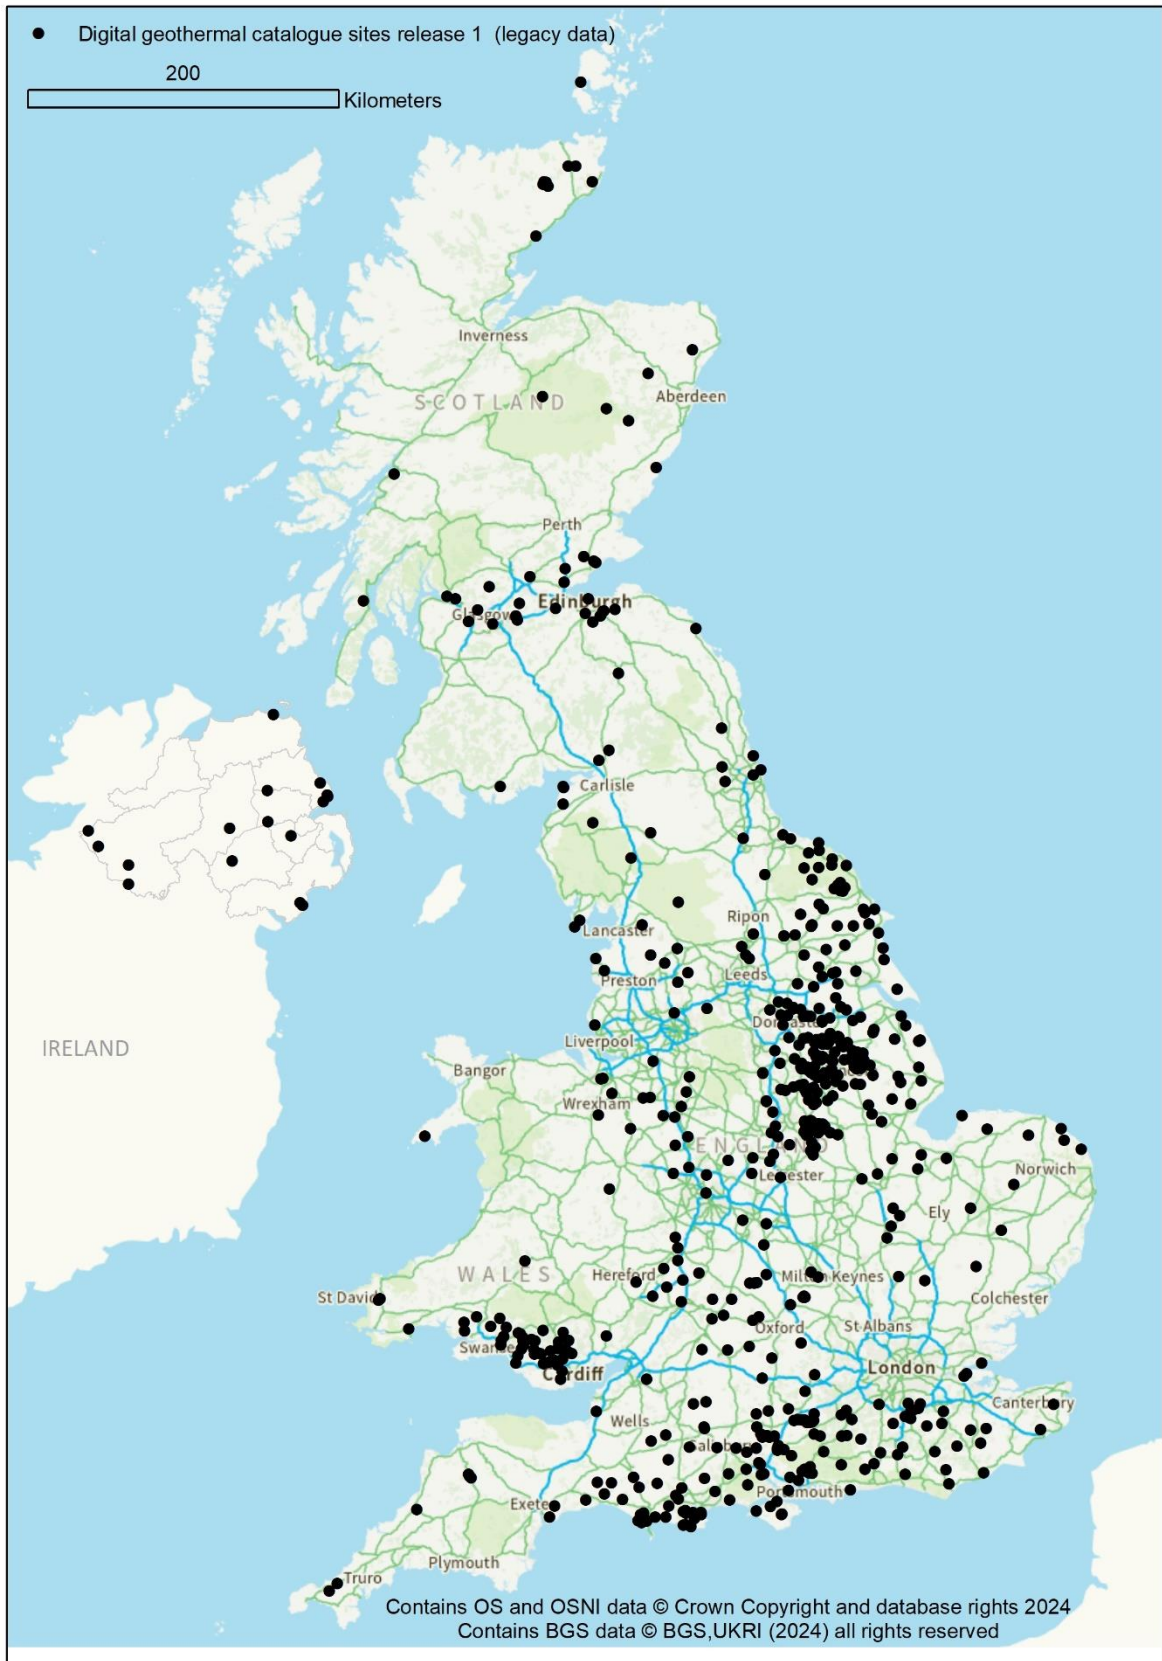 Digital geothermal catalogue sites release 1 (legacy data)
200
Kilometers
Inverness
SCOTLAND
Aberdeen
Perth
Edinburgh
Glasgow
Carlisle
Ripon
Lancaster
Leeds
Preston
Doncaster
IRELAND
Liverpool
Bangor
Wrexham
ENGLAND
Norwich
Leicester
Ely
WALES
Hereford
Milton Keynes
St Davids
Colchester
Oxford
St Albans
Swansea
London
Cardiff
Canterbury
Wells
Salisbury
Portsmouth
Exeter
Plymouth
Truro
Contains OS and OSNI data © Crown Copyright and database rights 2024
Contains BGS data © BGS,UKRI (2024) all rights reserved